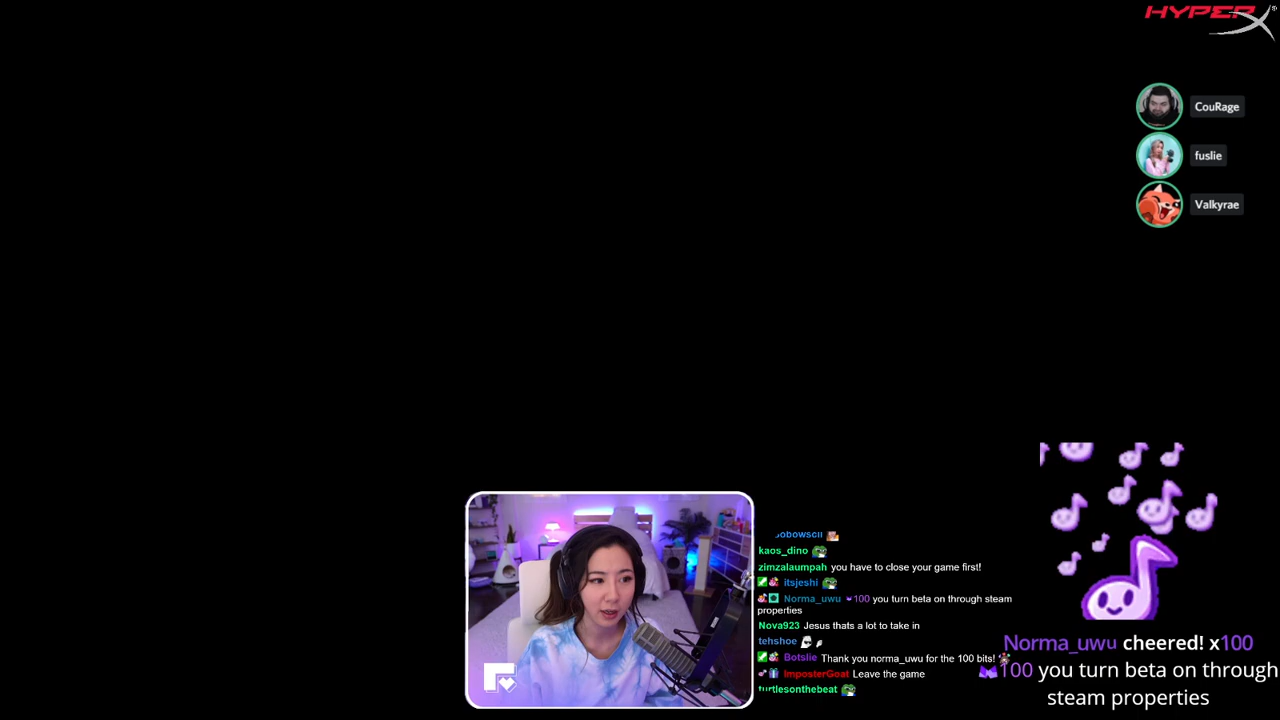 HYPERX
CouRage
fuslie
Valkyrae
kaos_dino
zimzalaumpah you have to close your game first!
itsjeshi
Norma_uwu 100 you turn beta on through steam
properties
Nova923 Jesus thats a lot to take in
tehshoe
Botslie Thank you norma_uwu for the 100 bits!
ImposterGoat Leave the game
turtlesonthebeat
Norma_uwu cheered! x100
100 you turn beta on through
steam properties